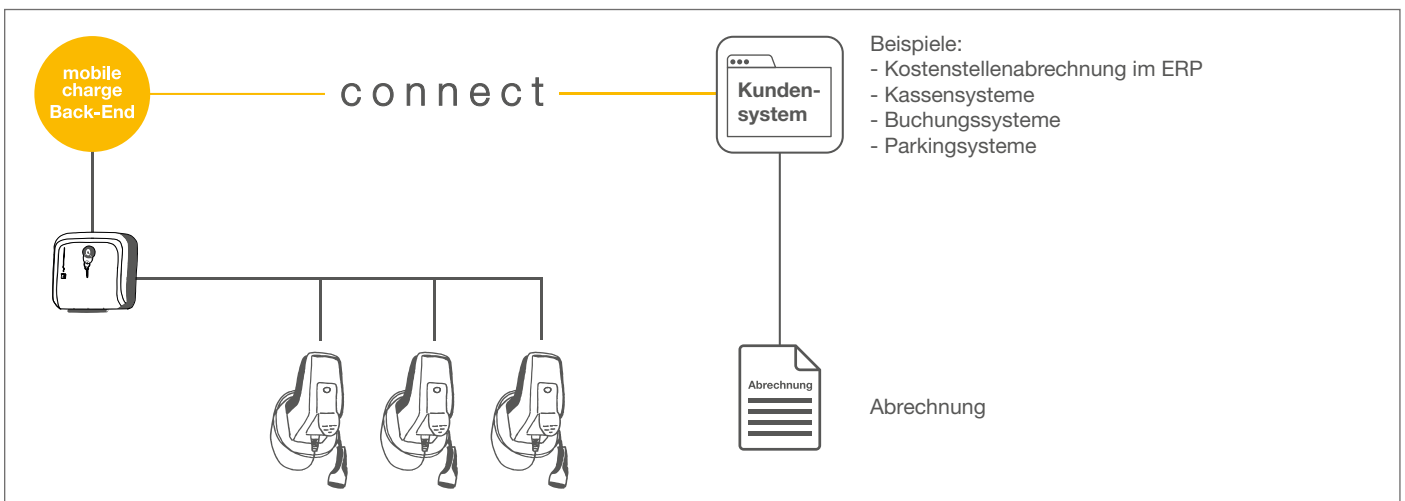 mobile
charge
Back-End
connect
Kunden-
system
Beispiele:
- Kostenstellenabrechnung im ERP
- Kassensysteme
- Buchungssysteme
- Parkingsysteme
Abrechnung
Abrechnung